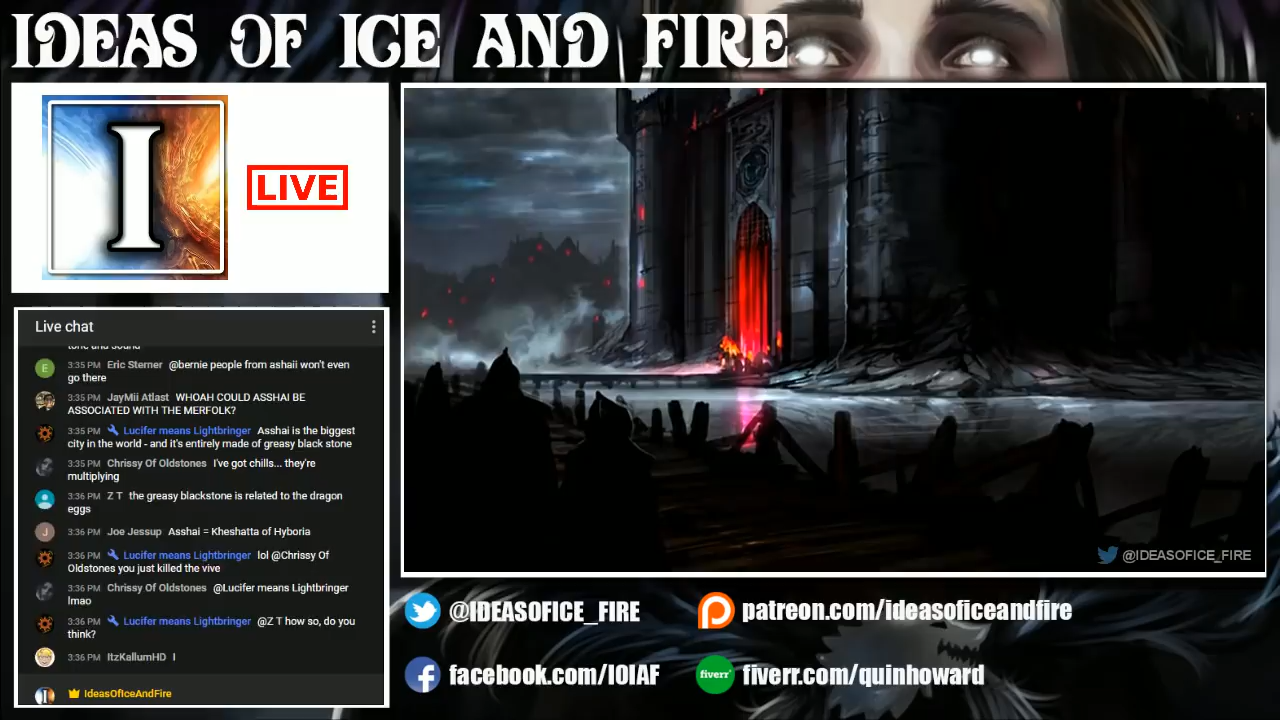 IDEAS OF ICE AND FIRE
I
LIVE
Live chat
tone and sound
E
3:35 PM Eric Sterner @bernie people from ashaii won't even
go there
3:35 PM JayMii Atlast WHOAH COULD ASSHAI BE
ASSOCIATED WITH THE MERFOLK?
3:35 PM Lucifer means Lightbringer Asshai is the biggest
city in the world - and it's entirely made of greasy black stone
3:35 PM Chrissy Of Oldstones I've got chills... they're
multiplying
3:36 PM Z T the greasy blackstone is related to the dragon
eggs
J
3:36 PM Joe Jessup Asshai = Kheshatta of Hyboria
3:36 PM Lucifer means Lightbringer lol @Chrissy Of
Oldstones you just killed the vive
3:36 PM Chrissy Of Oldstones @Lucifer means Lightbringer
lmao
3:36 PM Lucifer means Lightbringer @Z T how so, do you
think?
3:36 PM ItzKallumHD I
IdeasOfIceAndFire
@IDEASOFICE_FIRE
@IDEASOFICE_FIRE
patreon.com/ideasoficeandfire
facebook.com/IOIAF
fiverr
fiverr.com/quinhoward